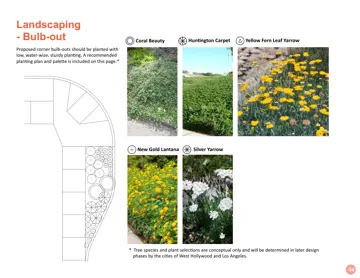 Landscaping
- Bulb-out
Proposed corner bulb-outs should be planted with
low, water-wise, sturdy planting. A recommended
planting plan and palette is included on this page.*
Coral Beauty
Huntington Carpet
Yellow Fern Leaf Yarrow
New Gold Lantana
Silver Yarrow
* Tree species and plant selections are conceptual only and will be determined in later design
phases by the cities of West Hollywood and Los Angeles.